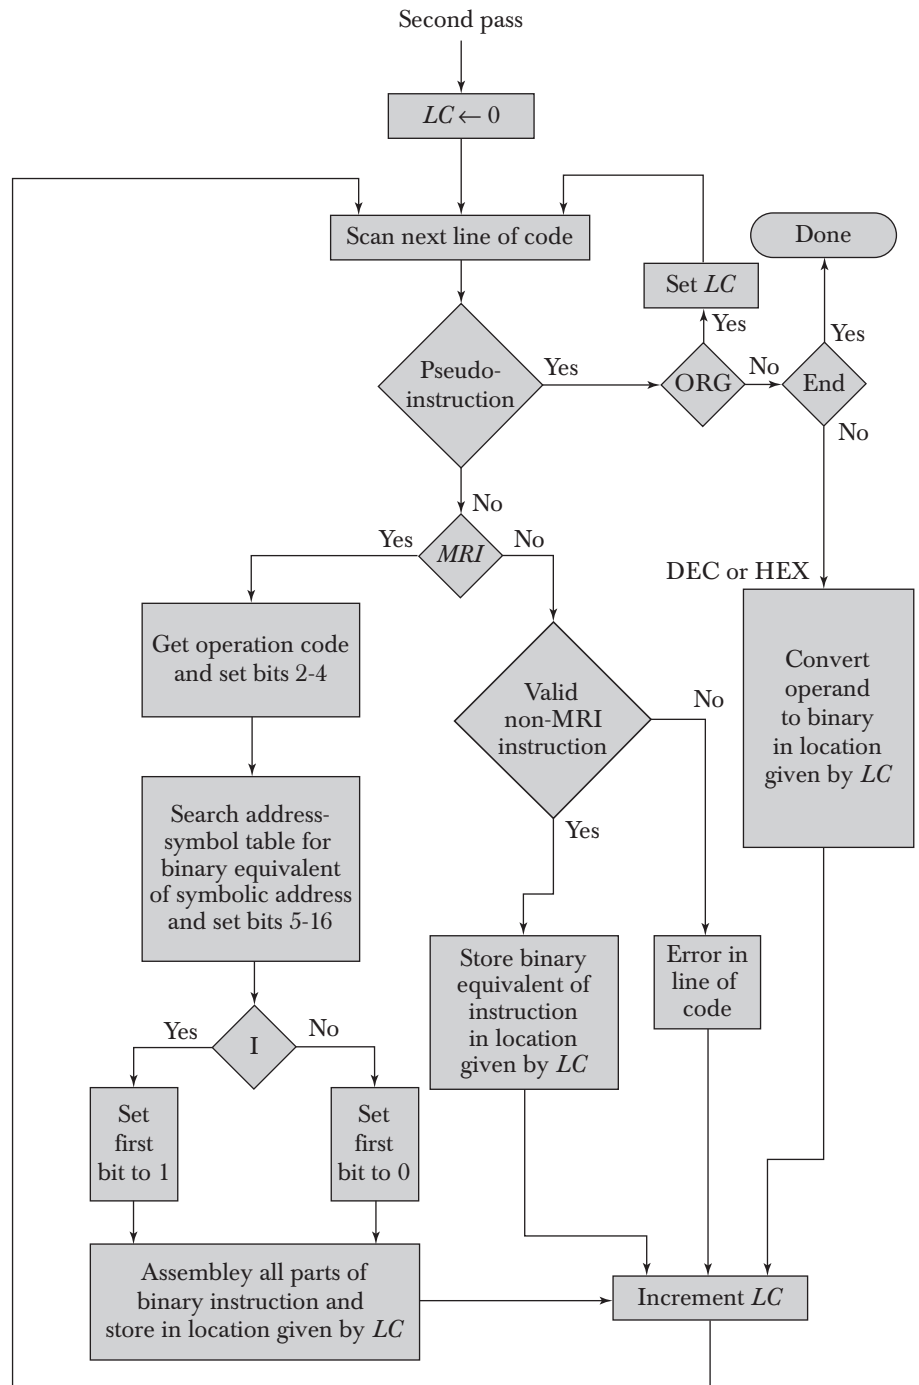 Second pass
LC ← 0
Scan next line of code
Done
Set LC
Yes
Yes
Pseudo-
instruction
Yes
ORG
No
End
No
No
Yes
MRI
No
DEC or HEX
Get operation code
and set bits 2-4
Valid
non-MRI
instruction
No
Convert
operand
to binary
in location
given by LC
Search address-
symbol table for
binary equivalent
of symbolic address
and set bits 5-16
Yes
Store binary
equivalent of
instruction
in location
given by LC
Error in
line of
code
Yes
I
No
Set
first
bit to 1
Set
first
bit to 0
Assembley all parts of
binary instruction and
store in location given by LC
Increment LC